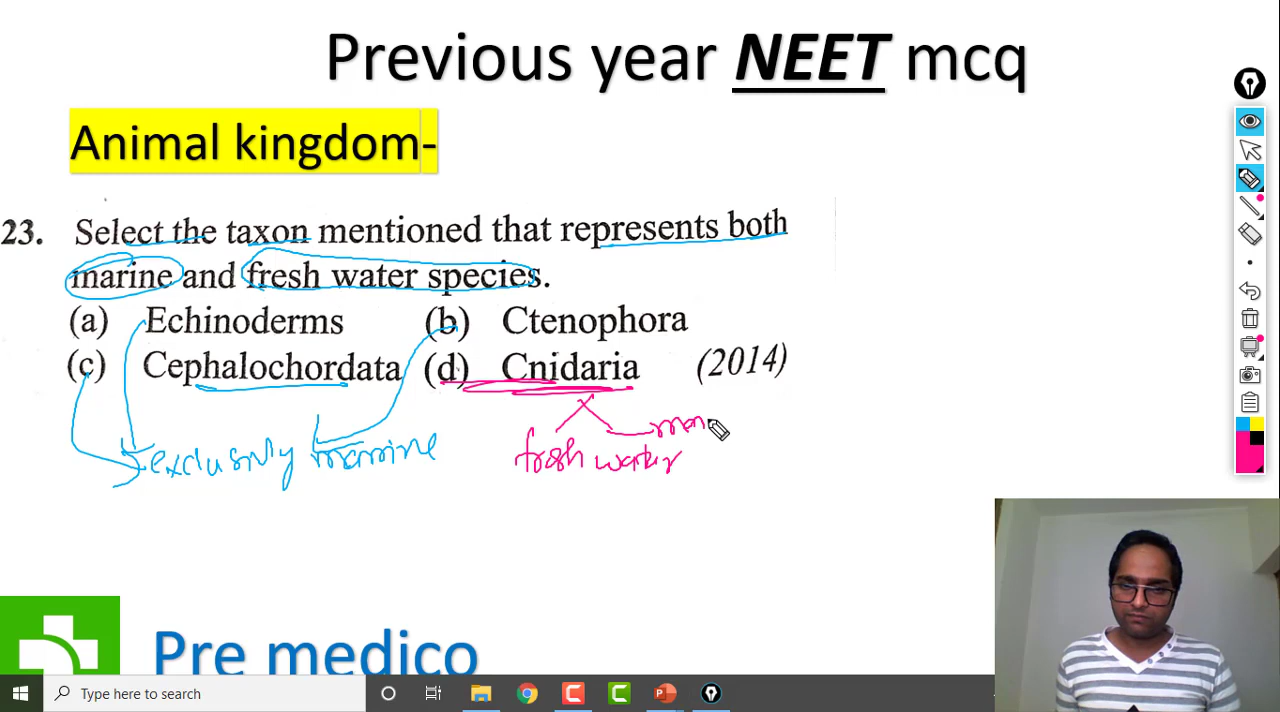 Previous year NEET mcq
Animal kingdom-
23. Select the taxon mentioned that represents both
marine and fresh water species.
(a) Echinoderms (b) Ctenophora
(c) Cephalochordata (d) Cnidaria (2014)
exclusively marine
fresh water
Pre medico
Type here to search